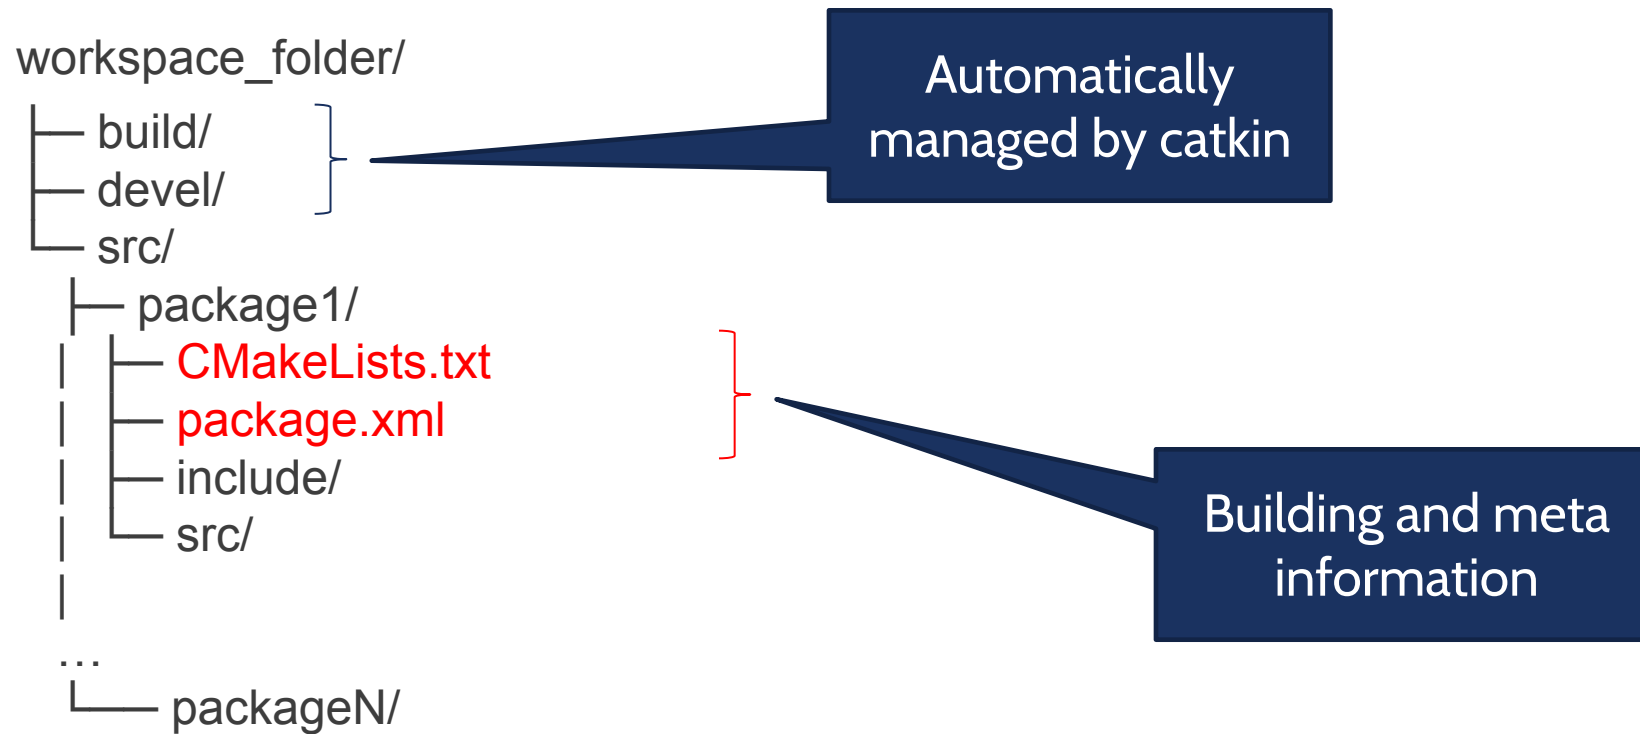 workspace_folder/
build/
devel/
src/
package1/
CMakeLists.txt
package.xml
include/
src/
...
packageN/
Automatically
managed by catkin
Building and meta
information